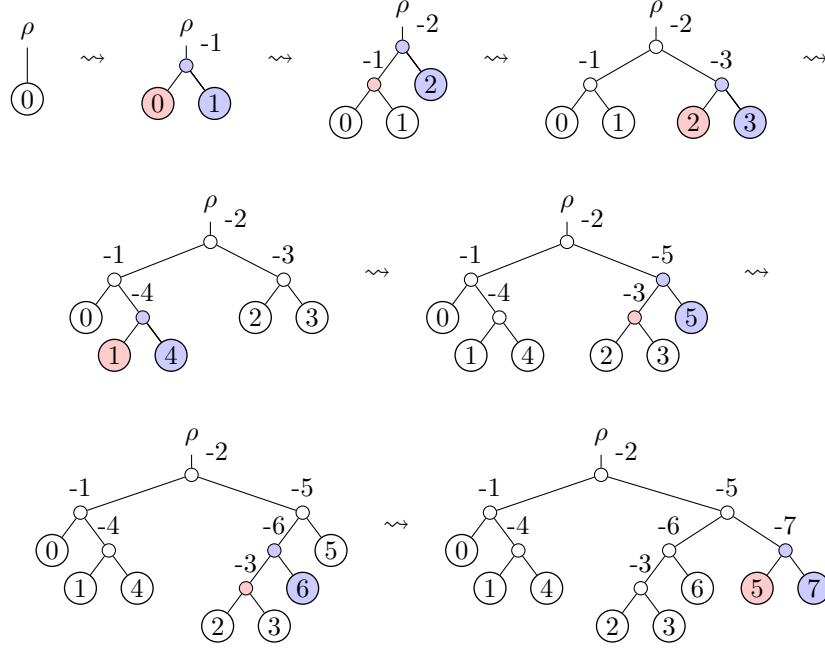 ρ ρ ρ ρ
-1 -2 -2
⇝ ⇝ -1 ⇝ -1 -3 ⇝
0 0 1 2
0 1 0 1 2 3
ρ ρ
-2 -2
-1 -3 ⇝ -1 -5 ⇝
-4 -4 -3
0 2 3 0 5
1 4 1 4 2 3
ρ ρ
-2 -2
-1 -5 -1 -5
-4 -6 ⇝ -4 -6 -7
0 5 0
-3 -3
1 4 6 1 4 6 5 7
2 3 2 3